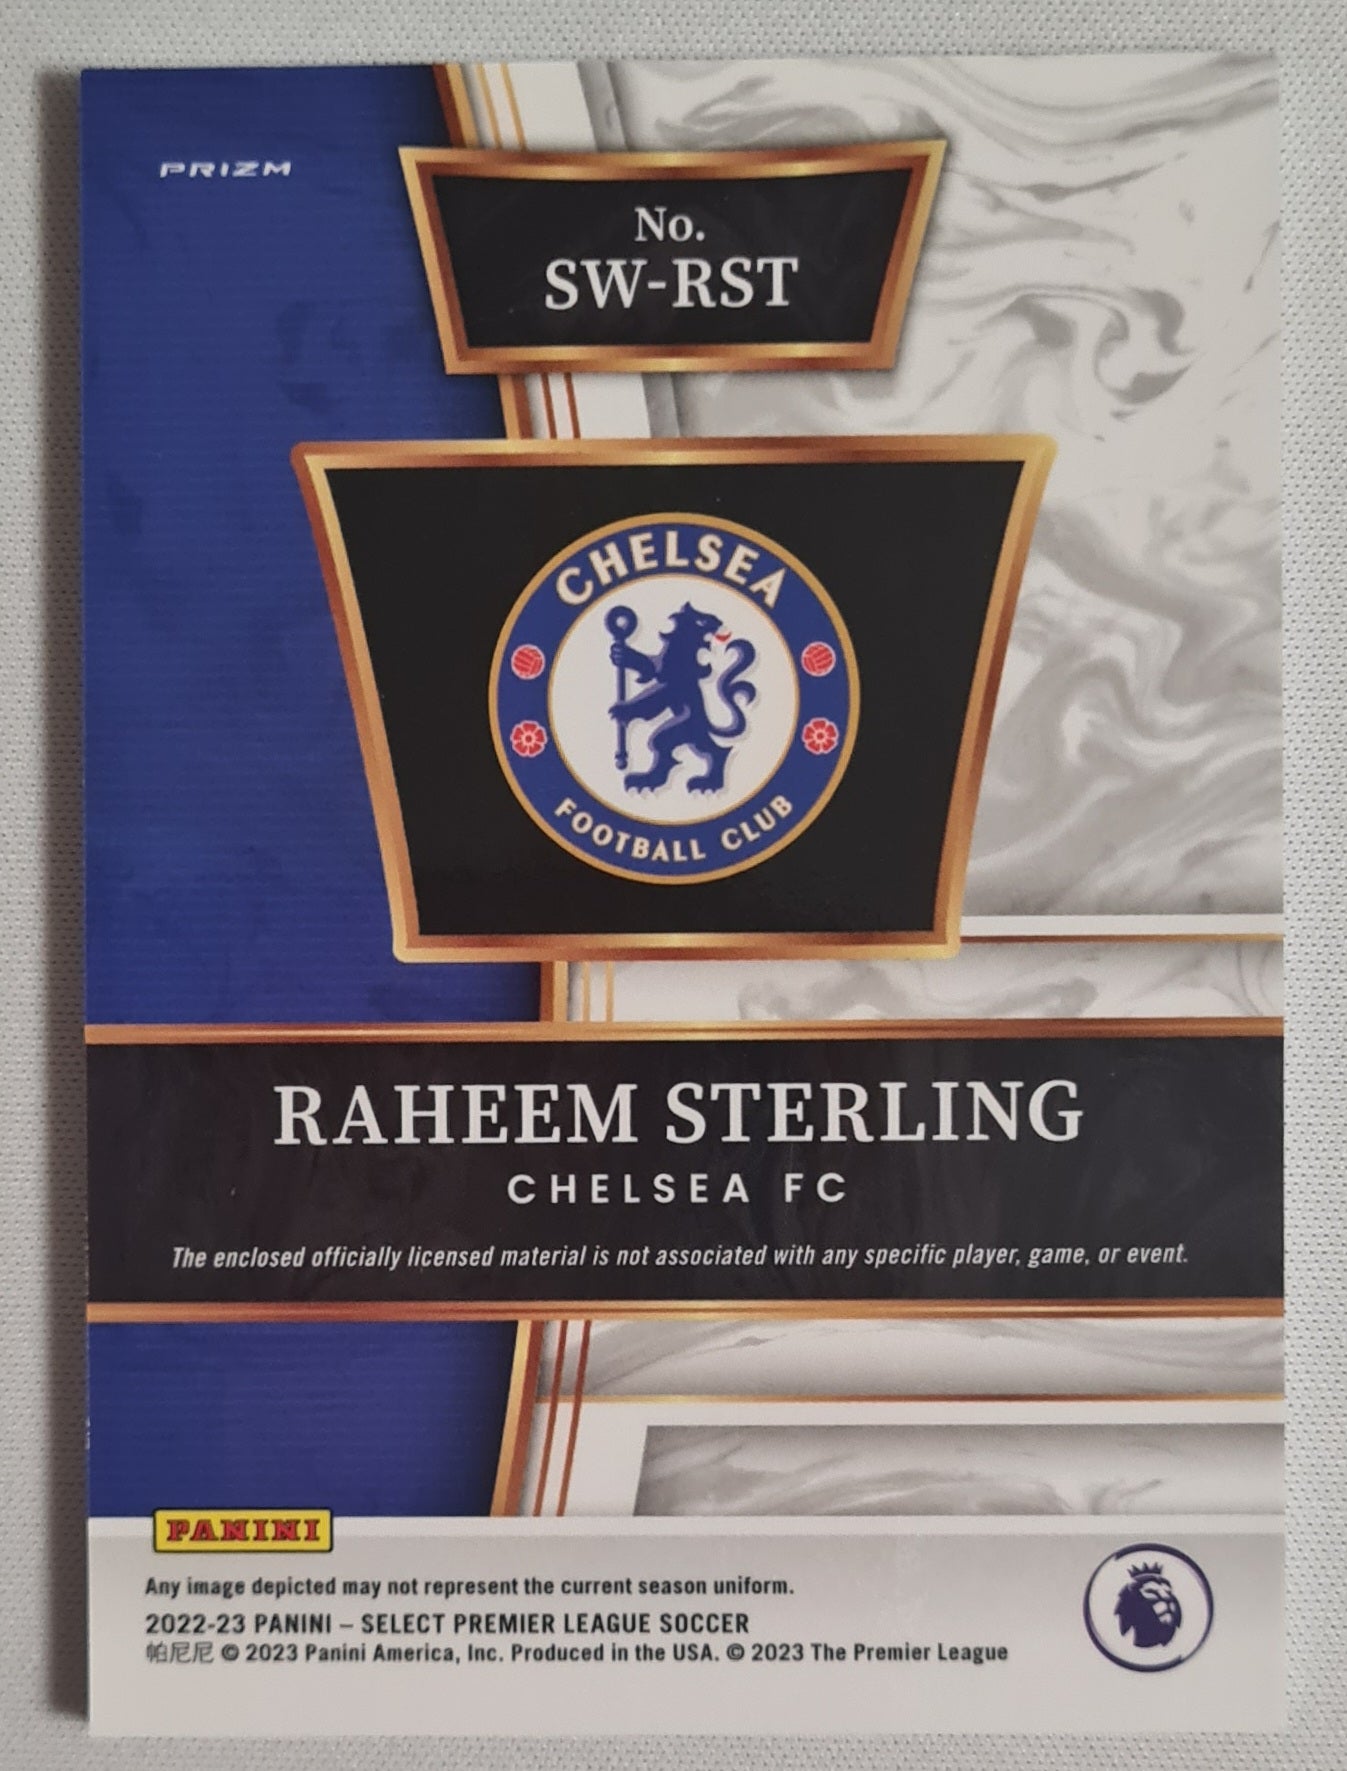 PRIZM
No.
SW-RST
CHELSEA
FOOTBALL CLUB
RAHEEM STERLING
CHELSEA FC
The enclosed officially licensed material is not associated with any specific player, game, or event.
PANINI
Any image depicted may not represent the current season uniform.
2022-23 PANINI – SELECT PREMIER LEAGUE SOCCER
帕尼尼 © 2023 Panini America, Inc. Produced in the USA. © 2023 The Premier League